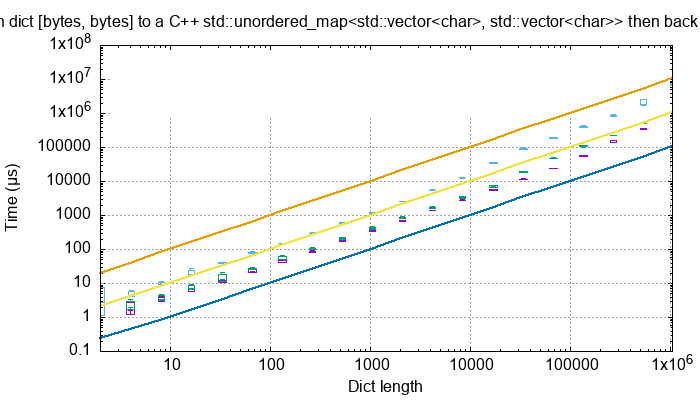 n dict [bytes, bytes] to a C++ std::unordered_map<std::vector<char>, std::vector<char>> then back
1x10^8
1x10^7
1x10^6
100000
10000
1000
100
10
1
0.1
Time (μs)
10 100 1000 10000 100000 1x10^6
Dict length